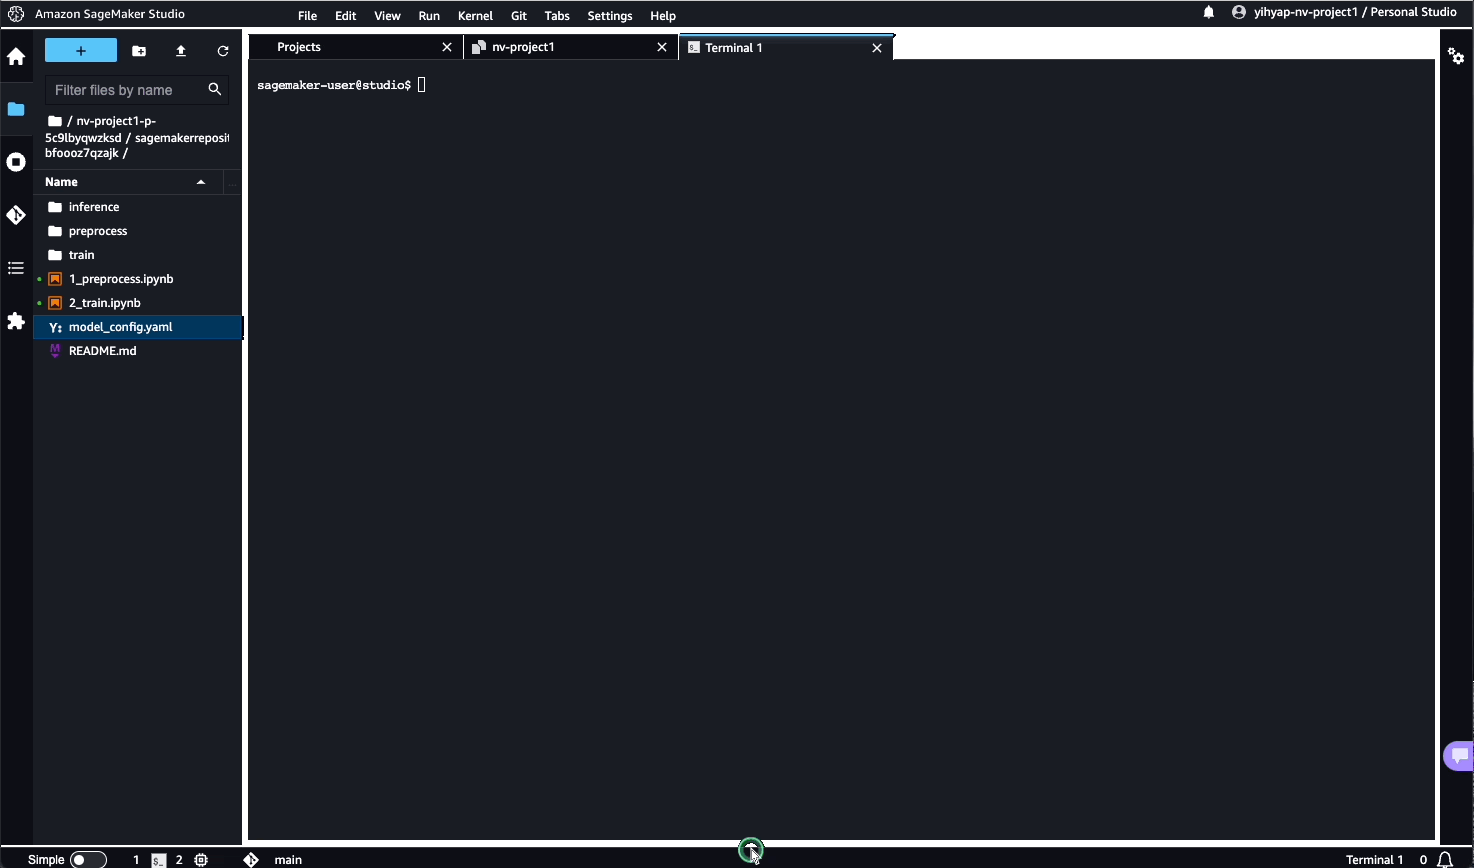 Amazon SageMaker Studio
File Edit View Run Kernel Git Tabs Settings Help
yihyap-nv-project1 / Personal Studio
+
Projects
nv-project1
Terminal 1
Filter files by name
/ nv-project1-p-
5c9lbyqwzksd / sagemakerreposit
bfoooz7qzajk /
Name
...
inference
preprocess
train
1_preprocess.ipynb
2_train.ipynb
Y: model_config.yaml
M README.md
sagemaker-user@studio$
Simple 1 $_ 2 main
Terminal 1 0